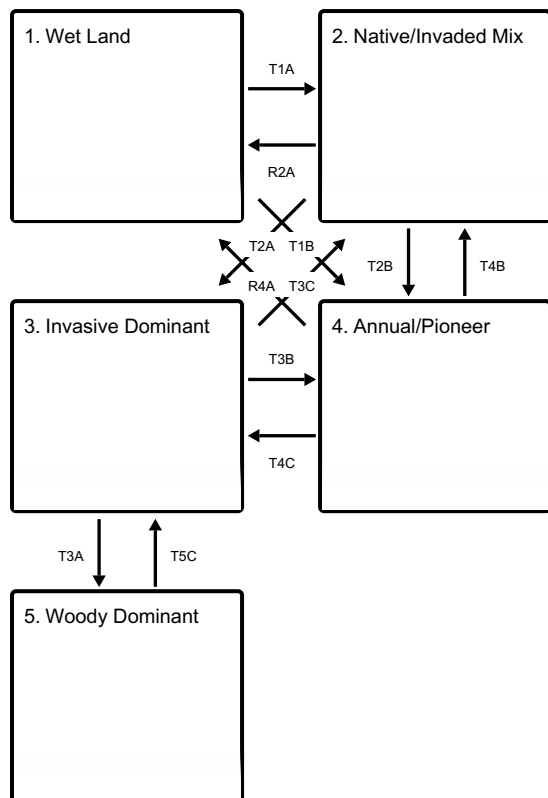 1. Wet Land
2. Native/Invaded Mix
T1A
R2A
T2A
T1B
T2B
T4B
R4A
T3C
3. Invasive Dominant
4. Annual/Pioneer
T3B
T4C
T3A
T5C
5. Woody Dominant